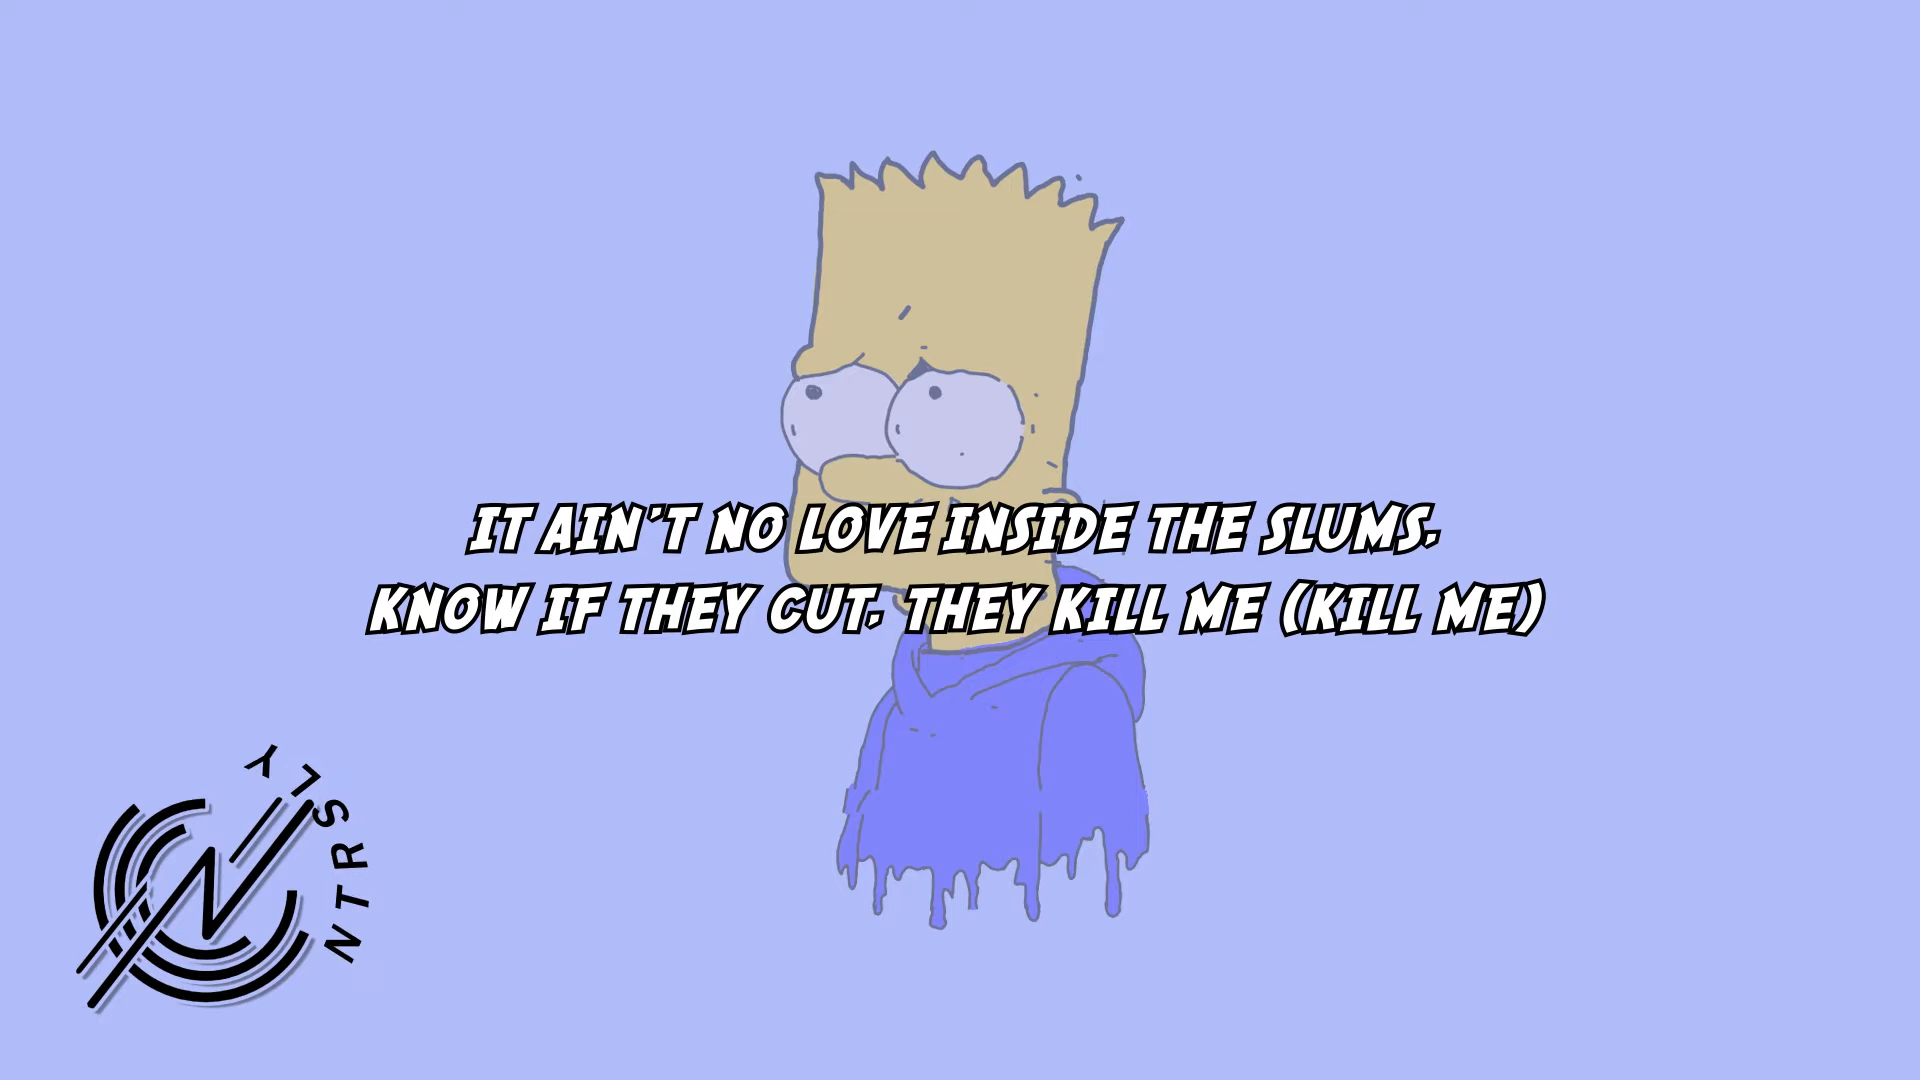 IT AIN'T NO LOVE INSIDE THE SLUMS,
KNOW IF THEY CUT, THEY KILL ME (KILL ME)
NTRSLY